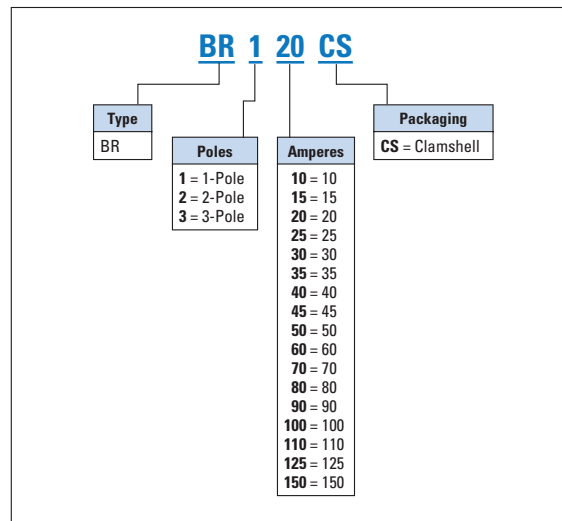 BR 1 20 CS
Type
BR
Poles
1 = 1-Pole
2 = 2-Pole
3 = 3-Pole
Amperes
10 = 10
15 = 15
20 = 20
25 = 25
30 = 30
35 = 35
40 = 40
45 = 45
50 = 50
60 = 60
70 = 70
80 = 80
90 = 90
100 = 100
110 = 110
125 = 125
150 = 150
Packaging
CS = Clamshell